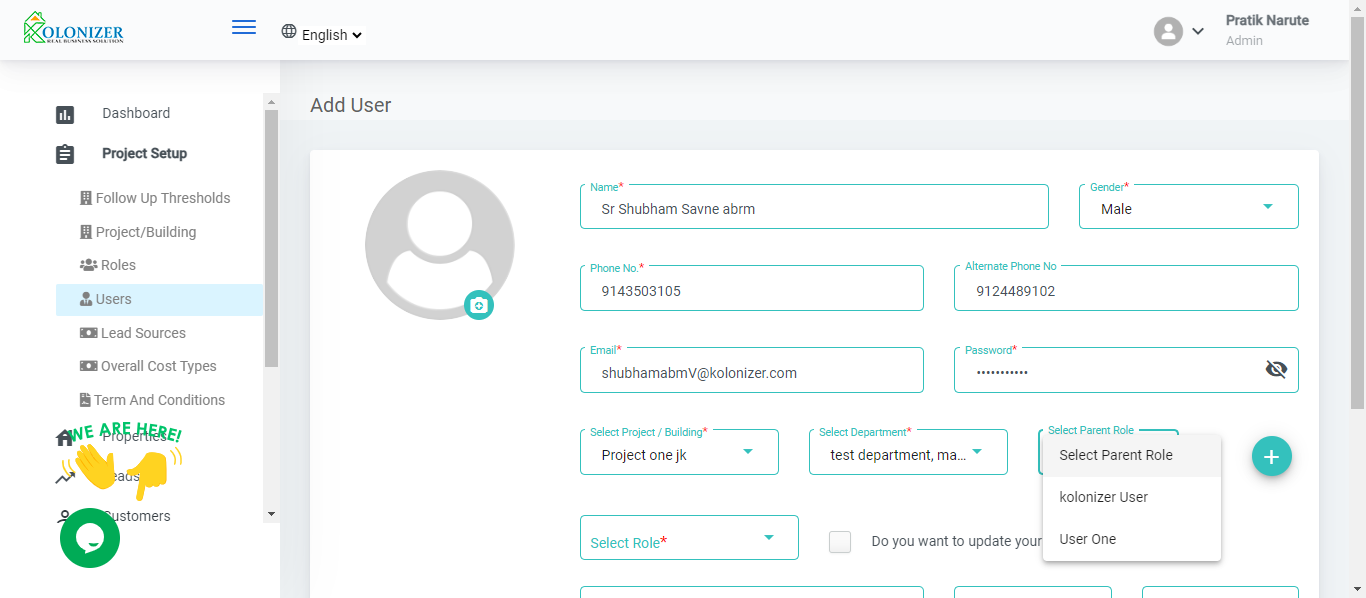 KOLONIZER
REAL BUSINESS SOLUTION
English
Pratik Narute
Admin
Dashboard
Project Setup
Follow Up Thresholds
Project/Building
Roles
Users
Lead Sources
Overall Cost Types
Term And Conditions
Properties
WE ARE HERE!
Leads
Customers
Add User
Name*
Sr Shubham Savne abrm
Gender*
Male
Phone No.*
9143503105
Alternate Phone No
9124489102
Email*
shubhamabmV@kolonizer.com
Password*
•••••••••••
Select Project / Building*
Project one jk
Select Department*
test department, ma...
Select Parent Role
Select Parent Role
kolonizer User
User One
Select Role*
Do you want to update your